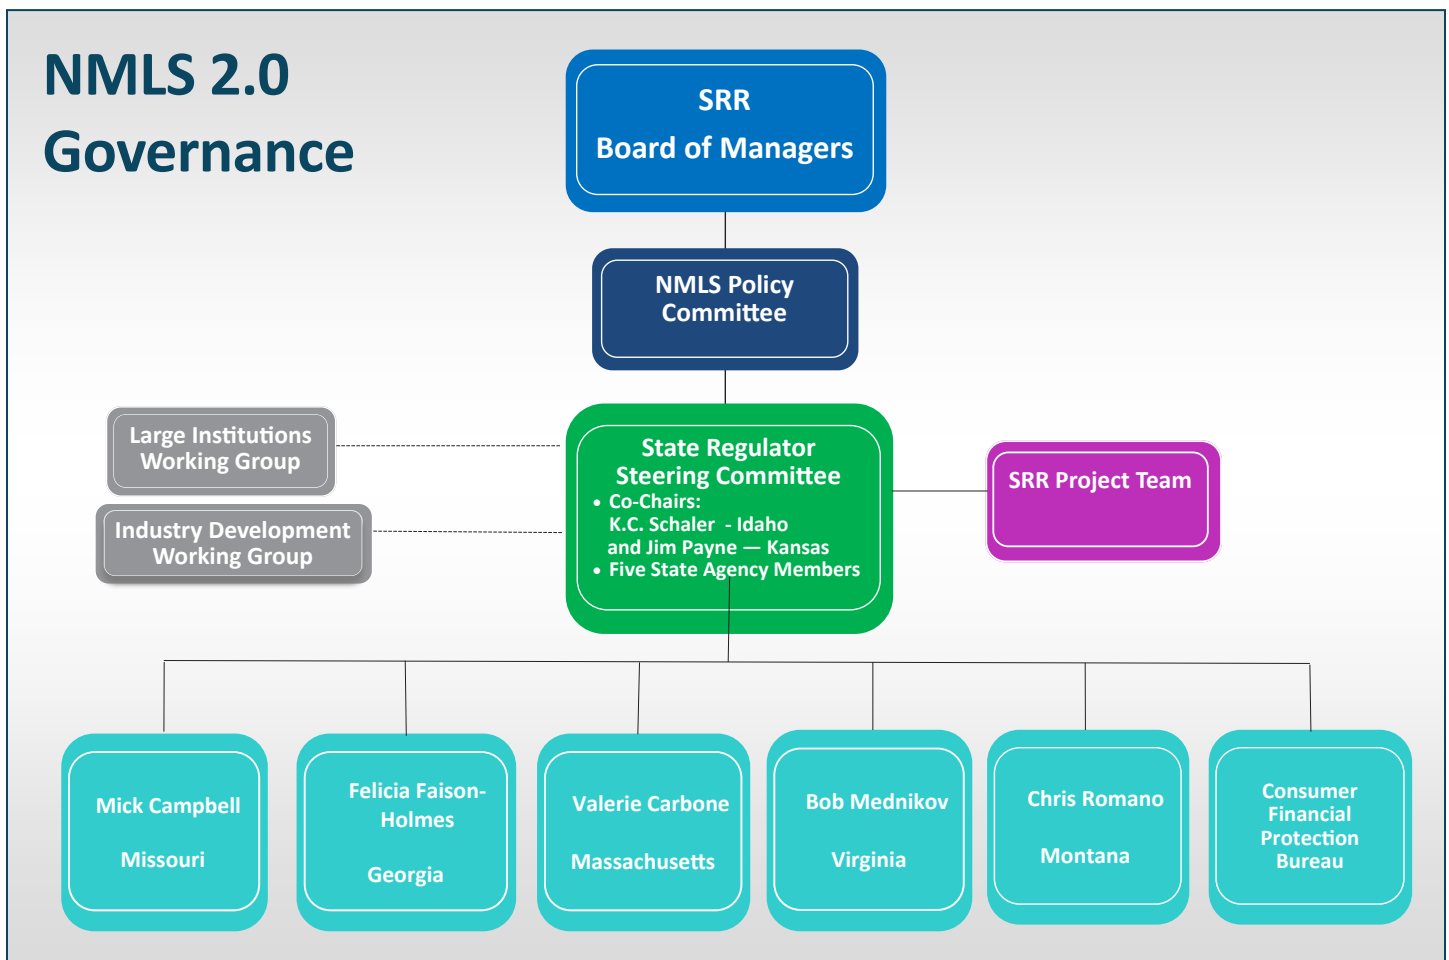 NMLS 2.0
Governance
SRR
Board of Managers
NMLS Policy
Committee
Large Institutions
Working Group
Industry Development
Working Group
State Regulator
Steering Committee
• Co-Chairs:
K.C. Schaler - Idaho
and Jim Payne — Kansas
• Five State Agency Members
SRR Project Team
Mick Campbell
Missouri
Felicia Faison-
Holmes
Georgia
Valerie Carbone
Massachusetts
Bob Mednikov
Virginia
Chris Romano
Montana
Consumer
Financial
Protection
Bureau